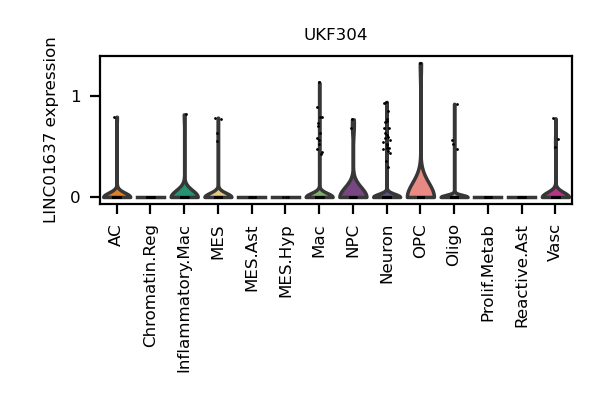 UKF304
LINC01637 expression
1
0
AC
Chromatin.Reg
Inflammatory.Mac
MES
MES.Ast
MES.Hyp
Mac
NPC
Neuron
OPC
Oligo
Prolif.Metab
Reactive.Ast
Vasc